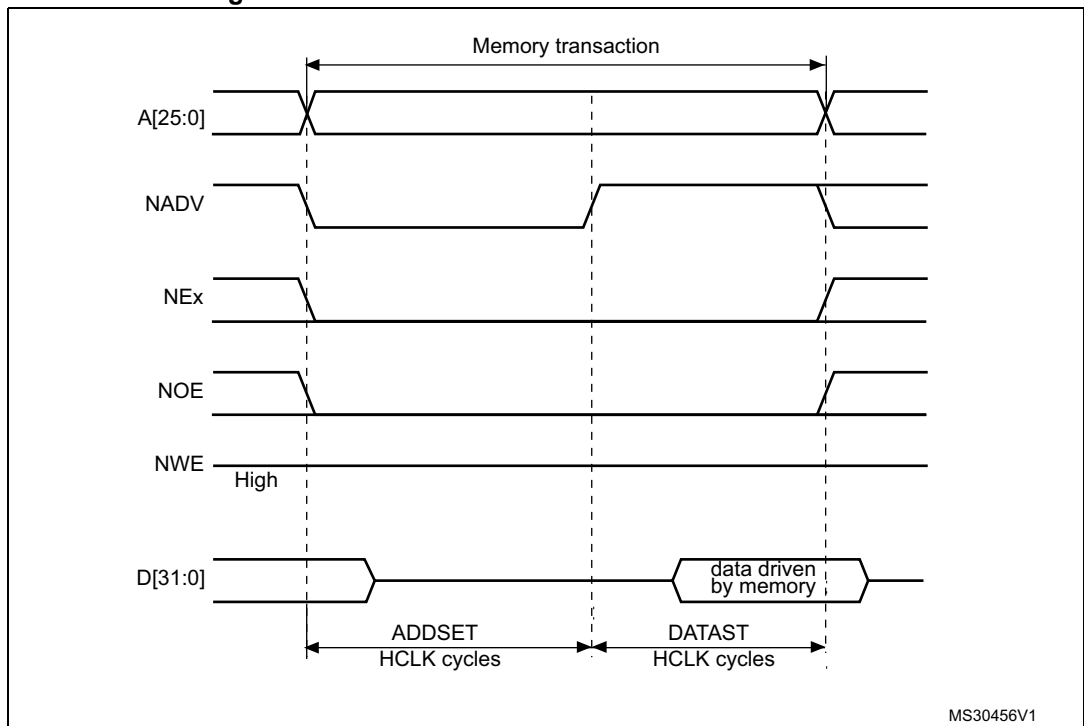 Memory transaction
A[25:0]
NADV
NEx
NOE
NWE
High
D[31:0]
data driven
by memory
ADDSET
HCLK cycles
DATAST
HCLK cycles
MS30456V1